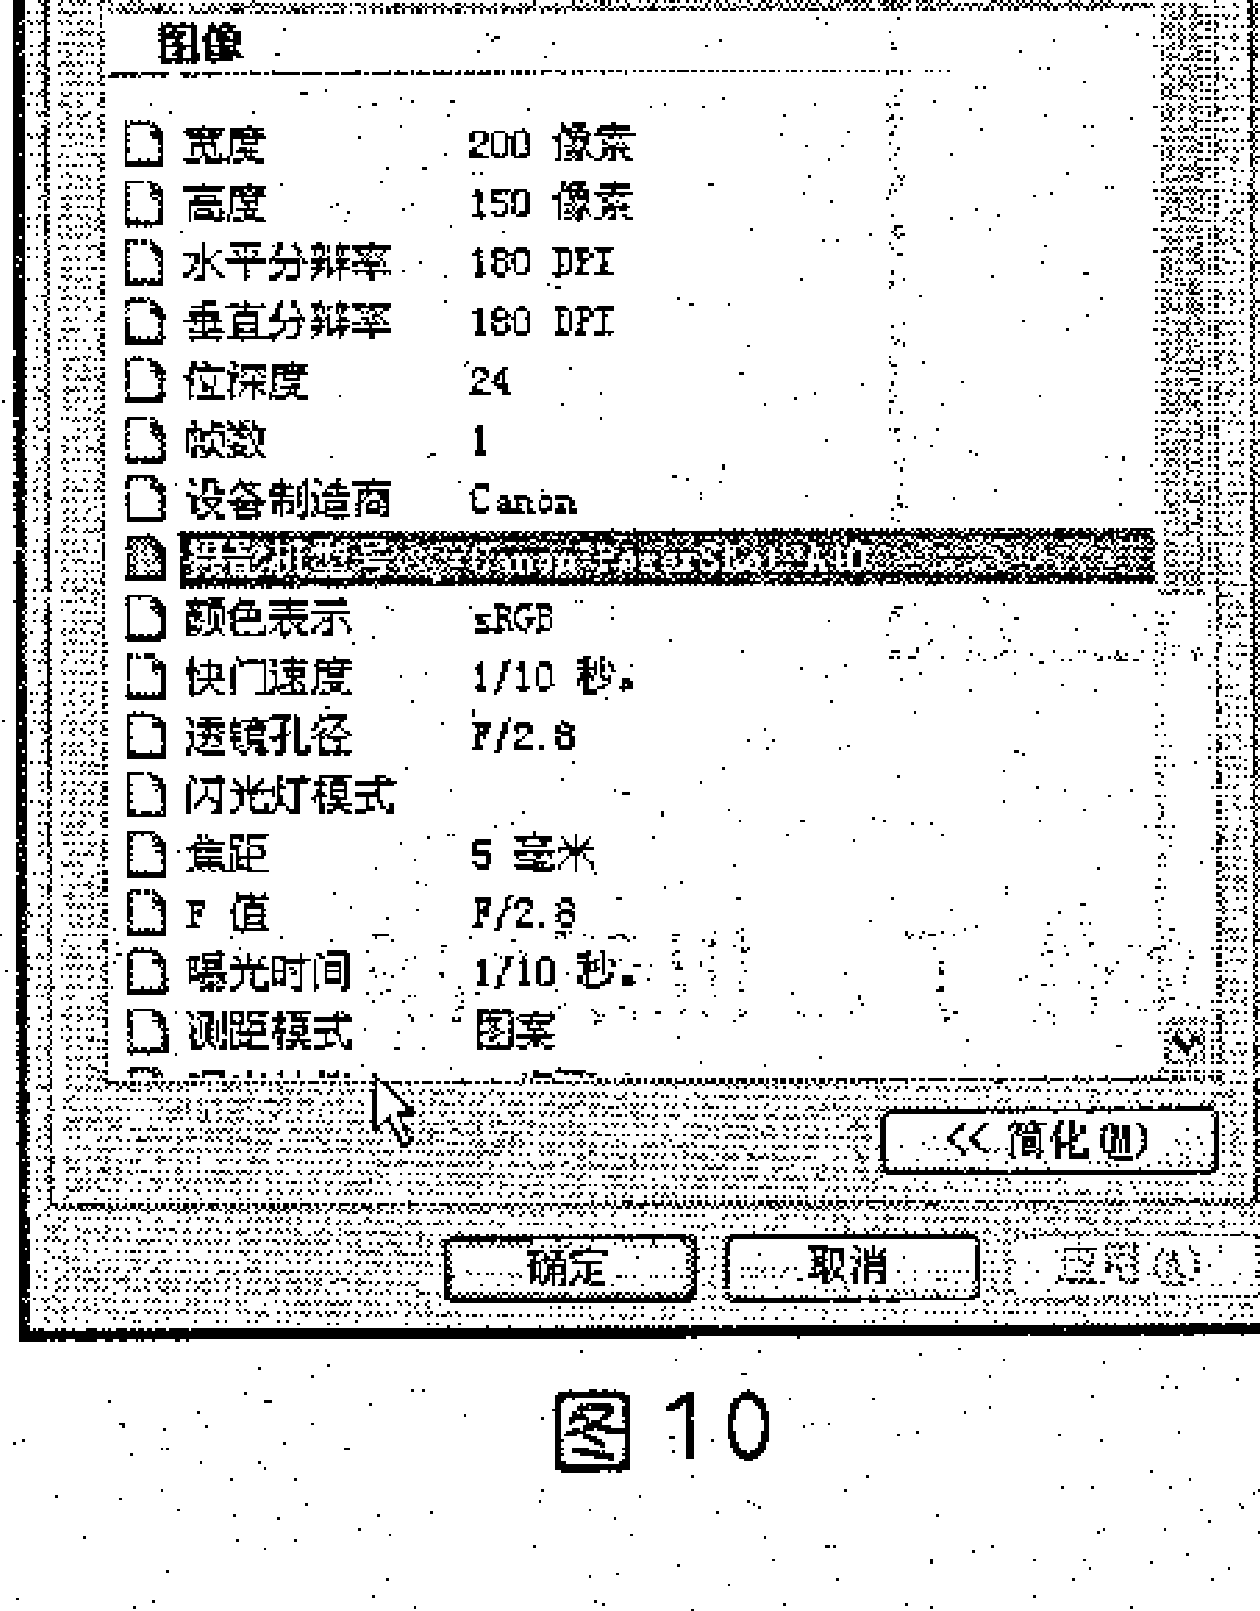 图像
宽度 200 像素
高度 150 像素
水平分辩率 180 DPI
垂直分辩率 180 DPI
位深度 24
帧数 1
设备制造商 Canon
颜色表示 sRGB
快门速度 1/10 秒。
透镜孔径 F/2.8
闪光灯模式
焦距 5 毫米
F 值 F/2.8
曝光时间 1/10 秒。
测距模式 图案
<< 简化(M)
确定 取消 应用(A)
图 10